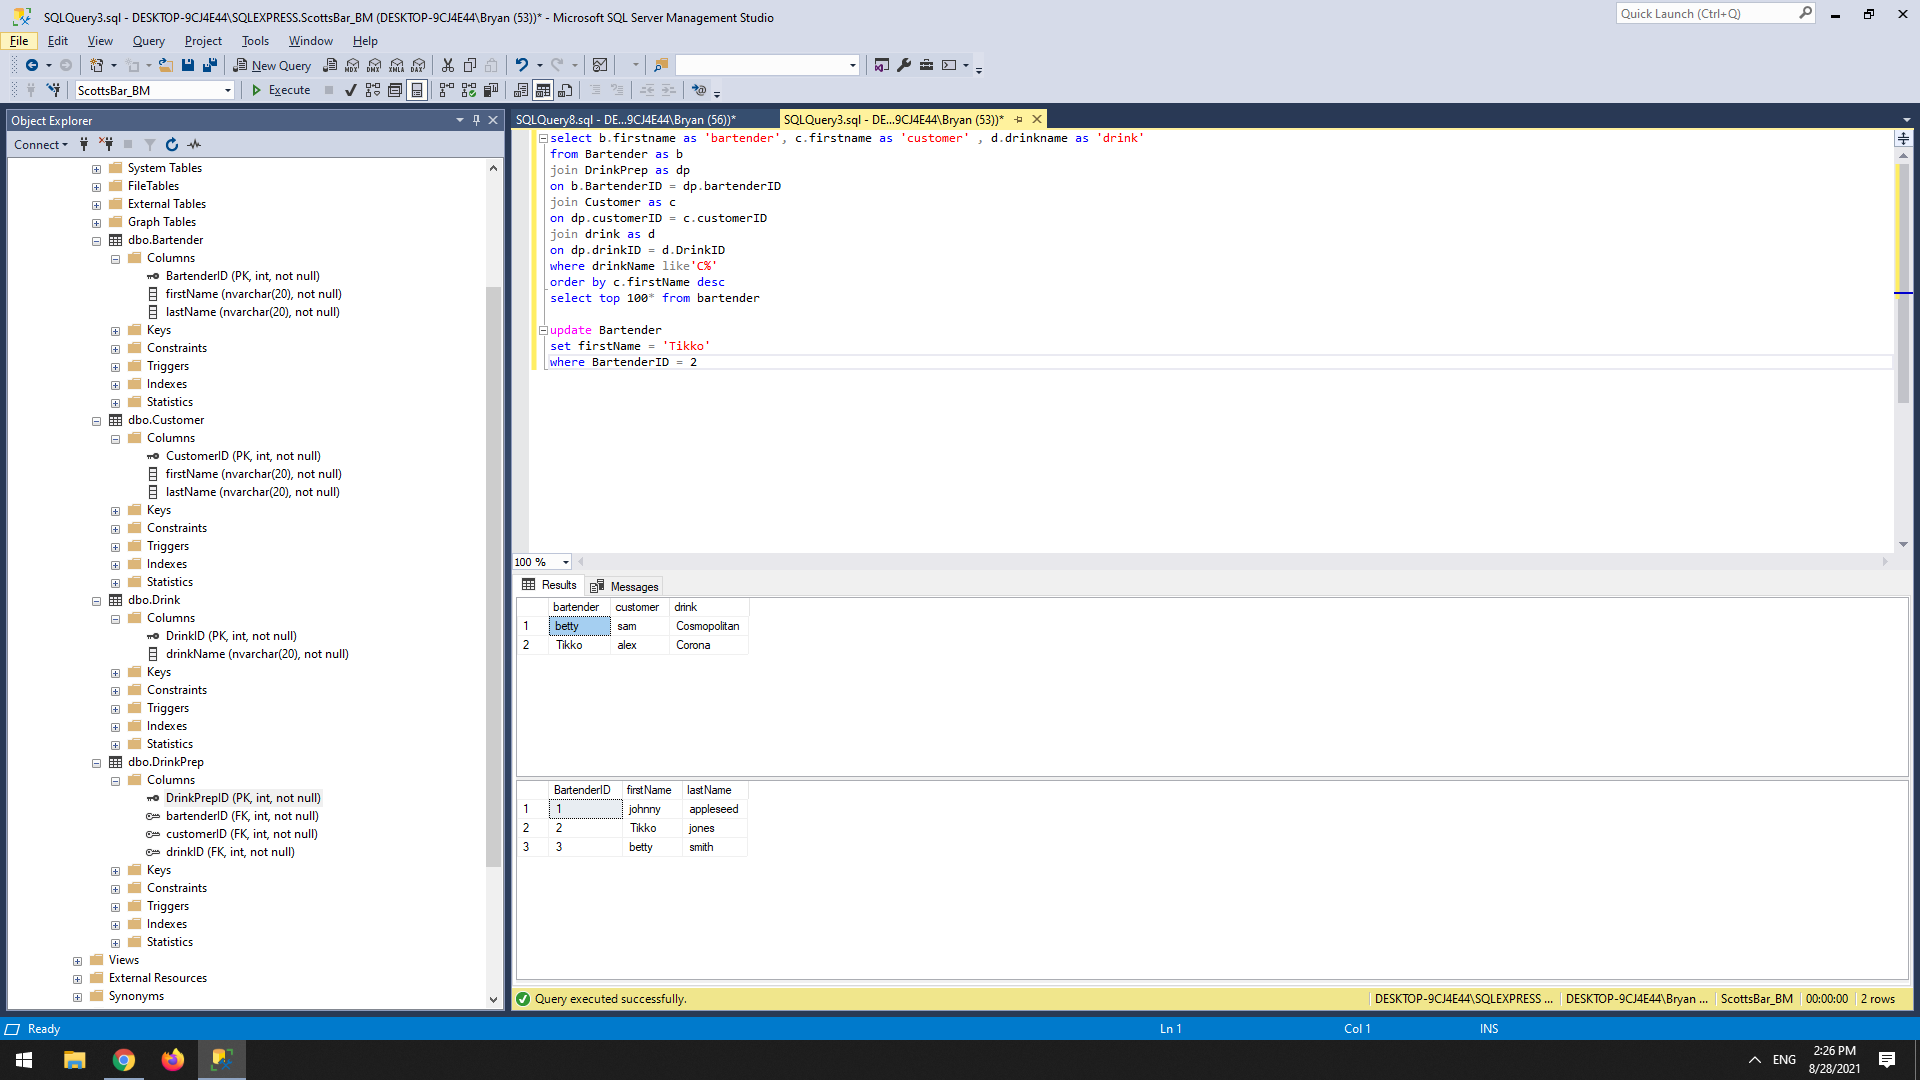 SQLQuery3.sql - DESKTOP-9CJ4E44\SQLEXPRESS.ScottsBar_BM (DESKTOP-9CJ4E44\Bryan (53))* - Microsoft SQL Server Management Studio
Quick Launch (Ctrl+Q)
File Edit View Query Project Tools Window Help
New Query
MDX DMX XMLA DAX
ScottsBar_BM
Execute
Object Explorer
Connect
System Tables
FileTables
External Tables
Graph Tables
dbo.Bartender
Columns
BartenderID (PK, int, not null)
firstName (nvarchar(20), not null)
lastName (nvarchar(20), not null)
Keys
Constraints
Triggers
Indexes
Statistics
dbo.Customer
Columns
CustomerID (PK, int, not null)
firstName (nvarchar(20), not null)
lastName (nvarchar(20), not null)
Keys
Constraints
Triggers
Indexes
Statistics
dbo.Drink
Columns
DrinkID (PK, int, not null)
drinkName (nvarchar(20), not null)
Keys
Constraints
Triggers
Indexes
Statistics
dbo.DrinkPrep
Columns
DrinkPrepID (PK, int, not null)
bartenderID (FK, int, not null)
customerID (FK, int, not null)
drinkID (FK, int, not null)
Keys
Constraints
Triggers
Indexes
Statistics
Views
External Resources
Synonyms
SQLQuery8.sql - DE...9CJ4E44\Bryan (56))*
SQLQuery3.sql - DE...9CJ4E44\Bryan (53))*
select b.firstname as 'bartender', c.firstname as 'customer' , d.drinkname as 'drink'
from Bartender as b
join DrinkPrep as dp
on b.BartenderID = dp.bartenderID
join Customer as c
on dp.customerID = c.customerID
join drink as d
on dp.drinkID = d.DrinkID
where drinkName like'C%'
order by c.firstName desc
select top 100* from bartender
update Bartender
set firstName = 'Tikko'
where BartenderID = 2
100 %
Results Messages
bartender customer drink
1 betty sam Cosmopolitan
2 Tikko alex Corona
BartenderID firstName lastName
1 1 johnny appleseed
2 2 Tikko jones
3 3 betty smith
Query executed successfully.
DESKTOP-9CJ4E44\SQLEXPRESS ... DESKTOP-9CJ4E44\Bryan ... ScottsBar_BM 00:00:00 2 rows
Ready
Ln 1 Col 1 INS
ENG
2:26 PM
8/28/2021